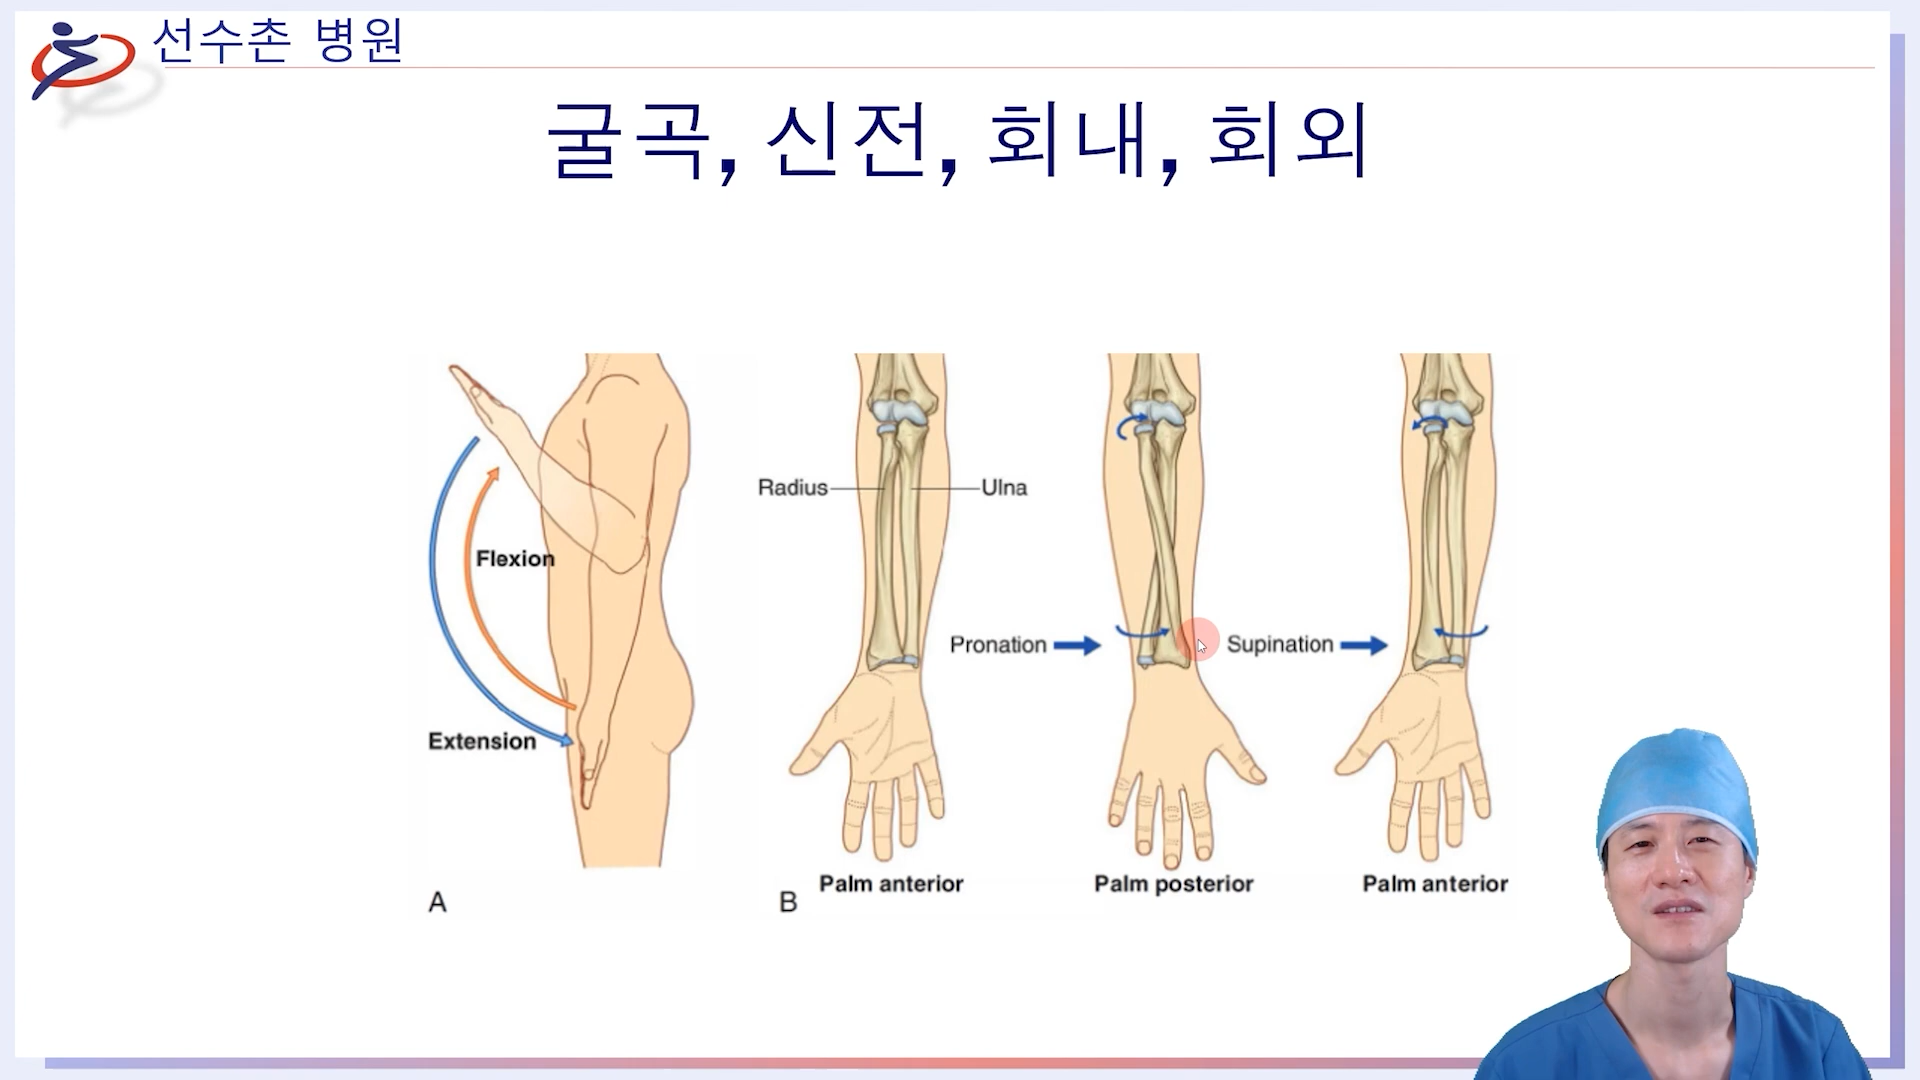 선수촌 병원
굴곡, 신전, 회내, 회외
Radius
Ulna
Flexion
Pronation
Supination
Extension
A
B
Palm anterior
Palm posterior
Palm anterior